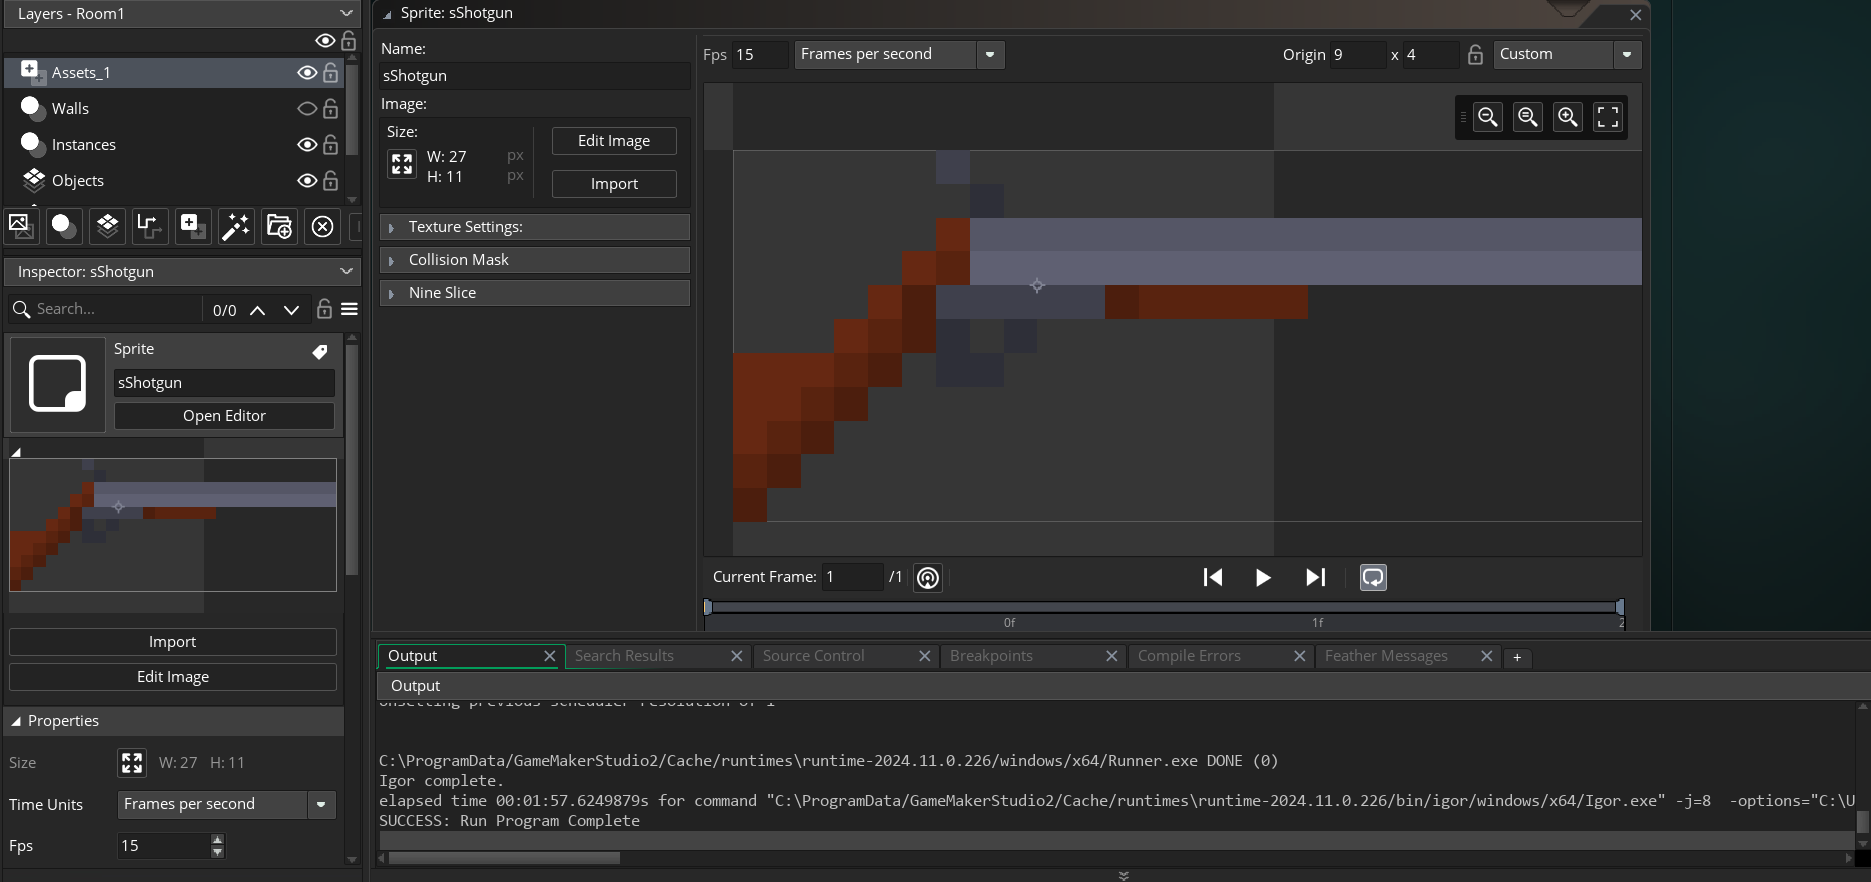 Layers - Room1
Assets_1
Walls
Instances
Objects
Inspector: sShotgun
Search...
0/0
Sprite
sShotgun
Open Editor
Import
Edit Image
Properties
Size
W: 27 H: 11
Time Units
Frames per second
Fps
15
Sprite: sShotgun
Name:
sShotgun
Image:
Size:
W: 27 px
H: 11 px
Edit Image
Import
Texture Settings:
Collision Mask
Nine Slice
Fps 15 Frames per second
Origin 9 x 4 Custom
Current Frame: 1 /1
0f 1f 2
Output Search Results Source Control Breakpoints Compile Errors Feather Messages +
Output
onsetting previous scheduler resolution of 1
C:\ProgramData/GameMakerStudio2/Cache/runtimes\runtime-2024.11.0.226/windows/x64/Runner.exe DONE (0)
Igor complete.
elapsed time 00:01:57.6249879s for command "C:\ProgramData/GameMakerStudio2/Cache/runtimes\runtime-2024.11.0.226/bin/igor/windows/x64/Igor.exe" -j=8  -options="C:\U
SUCCESS: Run Program Complete